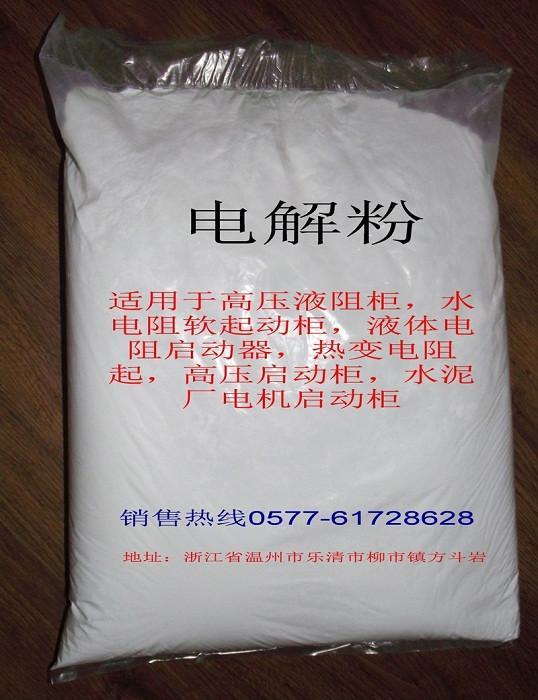 电解粉
适用于高压液阻柜，水
电阻软起动柜，液体电
阻启动器，热变电阻
起，高压启动柜，水泥
厂电机启动柜
销售热线0577-61728628
地址：浙江省温州市乐清市柳市镇方斗岩